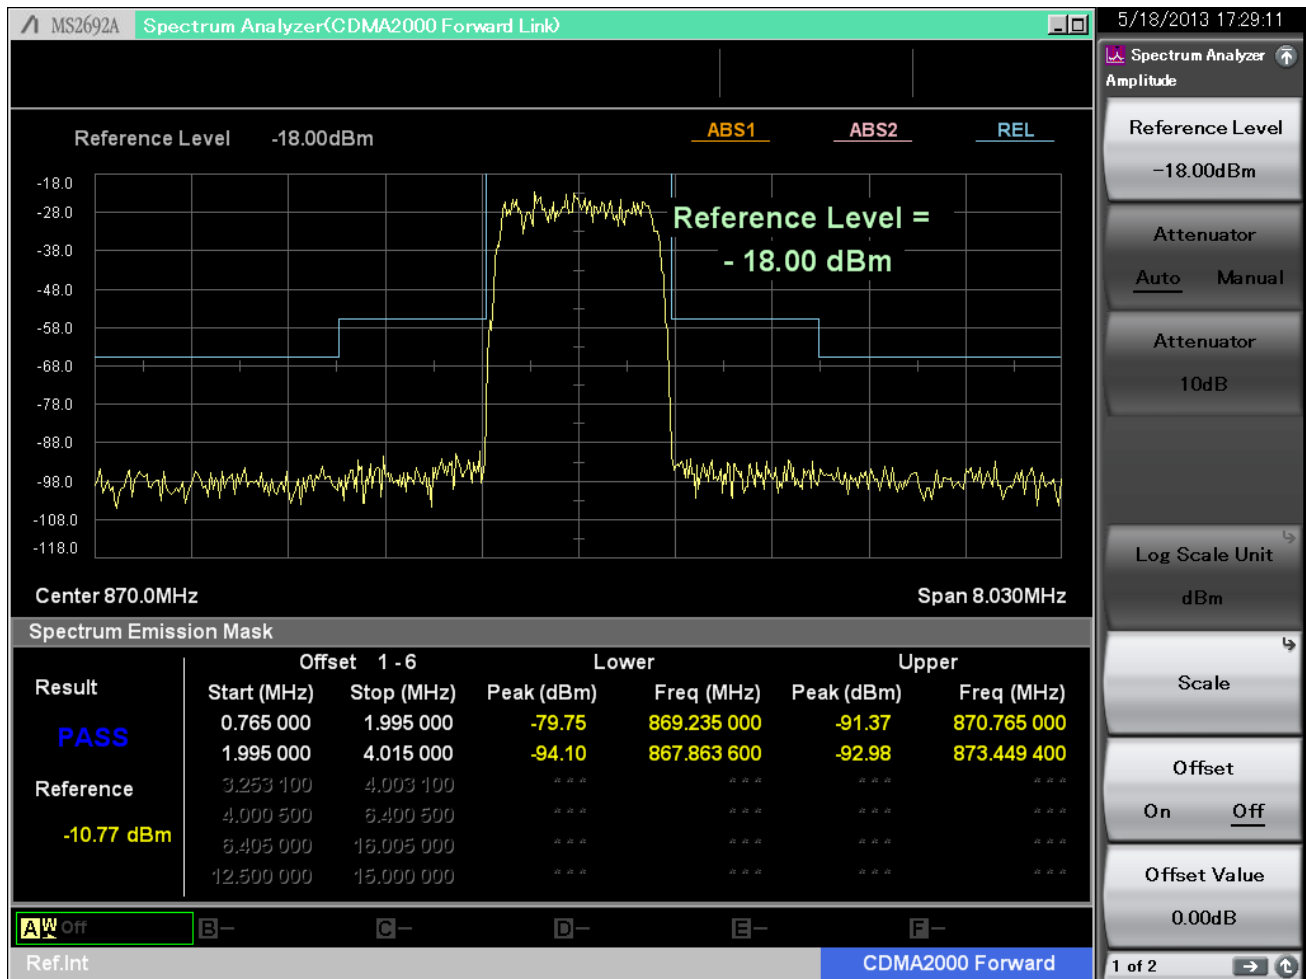 MS2692A Spectrum Analyzer(CDMA2000 Forward Link)
5/18/2013 17:29:11
Spectrum Analyzer
Amplitude
Reference Level -18.00dBm
ABS1 ABS2 REL
-18.0
-28.0
-38.0
-48.0
-58.0
-68.0
-78.0
-88.0
-98.0
-108.0
-118.0
Reference Level =
- 18.00 dBm
Center 870.0MHz Span 8.030MHz
Spectrum Emission Mask
Result
PASS
Reference
-10.77 dBm
Offset 1 - 6 Lower Upper
Start (MHz) Stop (MHz) Peak (dBm) Freq (MHz) Peak (dBm) Freq (MHz)
0.765 000 1.995 000 -79.75 869.235 000 -91.37 870.765 000
1.995 000 4.015 000 -94.10 867.863 600 -92.98 873.449 400
3.253 100 4.003 100 *** *** *** ***
4.000 500 6.400 500 *** *** *** ***
6.405 000 16.005 000 *** *** *** ***
12.500 000 15.000 000 *** *** *** ***
A W Off B- C- D- E- F-
Ref.Int CDMA2000 Forward
Reference Level
-18.00dBm
Attenuator
Auto Manual
Attenuator
10dB
Log Scale Unit
dBm
Scale
Offset
On Off
Offset Value
0.00dB
1 of 2